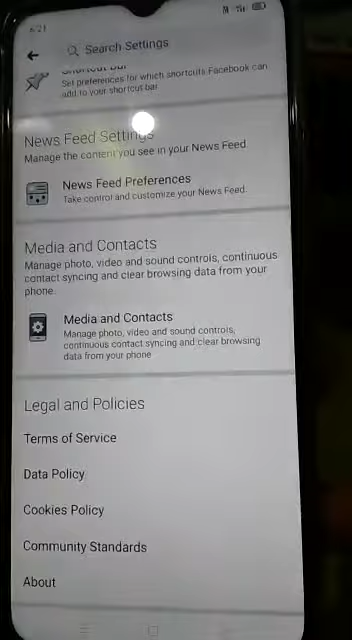 6:21
Search Settings
Shortcut Bar
Set preferences for which shortcuts Facebook can
add to your shortcut bar
News Feed Settings
Manage the content you see in your News Feed
News Feed Preferences
Take control and customize your News Feed.
Media and Contacts
Manage photo, video and sound controls, continuous
contact syncing and clear browsing data from your
phone.
Media and Contacts
Manage photo, video and sound controls,
continuous contact syncing and clear browsing
data from your phone
Legal and Policies
Terms of Service
Data Policy
Cookies Policy
Community Standards
About